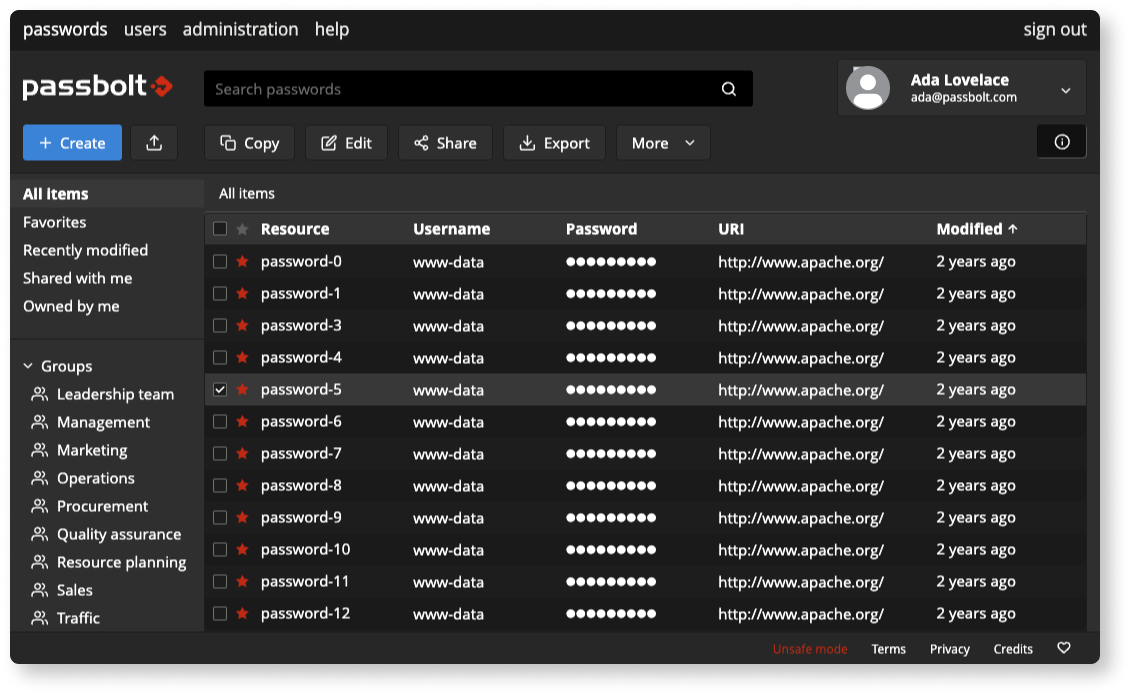 passwords users administration help sign out
passbolt
Search passwords
Ada Lovelace
ada@passbolt.com
Create Copy Edit Share Export More
All items
Favorites
Recently modified
Shared with me
Owned by me
Groups
Leadership team
Management
Marketing
Operations
Procurement
Quality assurance
Resource planning
Sales
Traffic
All items
Resource Username Password URI Modified
password-0 www-data ●●●●●●●●● http://www.apache.org/ 2 years ago
password-1 www-data ●●●●●●●●● http://www.apache.org/ 2 years ago
password-3 www-data ●●●●●●●●● http://www.apache.org/ 2 years ago
password-4 www-data ●●●●●●●●● http://www.apache.org/ 2 years ago
password-5 www-data ●●●●●●●●● http://www.apache.org/ 2 years ago
password-6 www-data ●●●●●●●●● http://www.apache.org/ 2 years ago
password-7 www-data ●●●●●●●●● http://www.apache.org/ 2 years ago
password-8 www-data ●●●●●●●●● http://www.apache.org/ 2 years ago
password-9 www-data ●●●●●●●●● http://www.apache.org/ 2 years ago
password-10 www-data ●●●●●●●●● http://www.apache.org/ 2 years ago
password-11 www-data ●●●●●●●●● http://www.apache.org/ 2 years ago
password-12 www-data ●●●●●●●●● http://www.apache.org/ 2 years ago
Unsafe mode Terms Privacy Credits